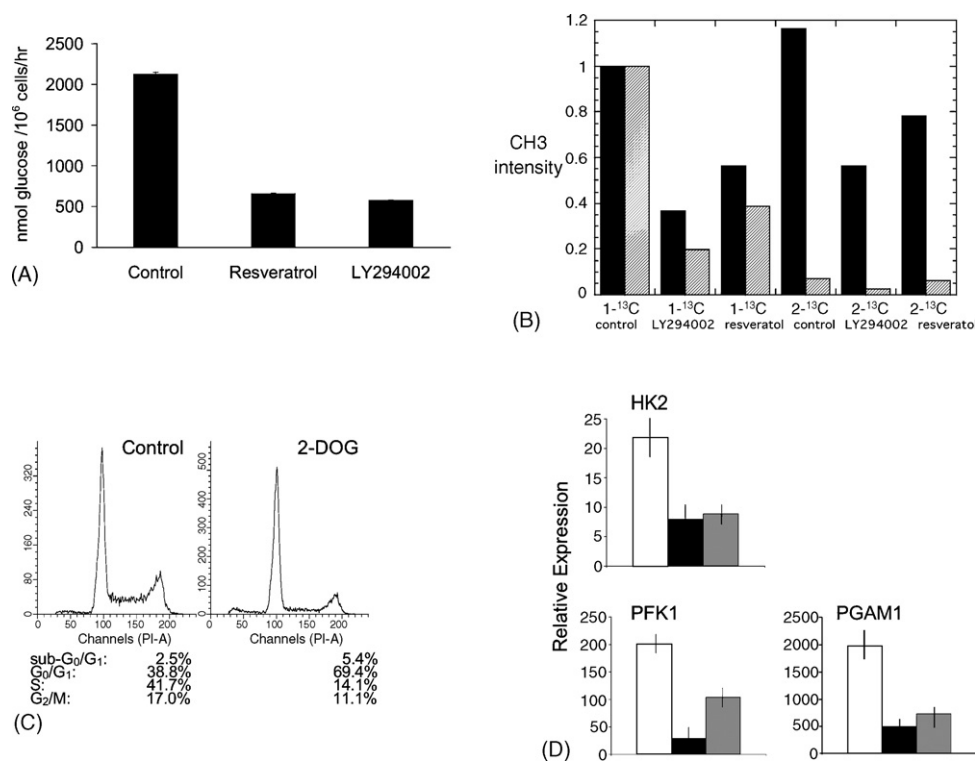 nmol glucose /10⁶ cells/hr
2500
2000
1500
1000
500
0
Control Resveratrol LY294002
(A)
CH3
intensity
1.2
1
0.8
0.6
0.4
0.2
0
1-¹³C 1-¹³C 1-¹³C 2-¹³C 2-¹³C 2-¹³C
control LY294002 resveratol control LY294002 resveratol
(B)
Control
320
240
160
80
0
0 50 100 150 200
Channels (PI-A)
2-DOG
500
400
300
200
100
0
0 50 100 150 200
Channels (PI-A)
sub-G₀/G₁: 2.5% 5.4%
G₀/G₁: 38.8% 69.4%
S: 41.7% 14.1%
G₂/M: 17.0% 11.1%
(C)
Relative Expression
HK2
25
20
15
10
5
0
PFK1
200
150
100
50
0
PGAM1
2000
1500
1000
500
0
(D)